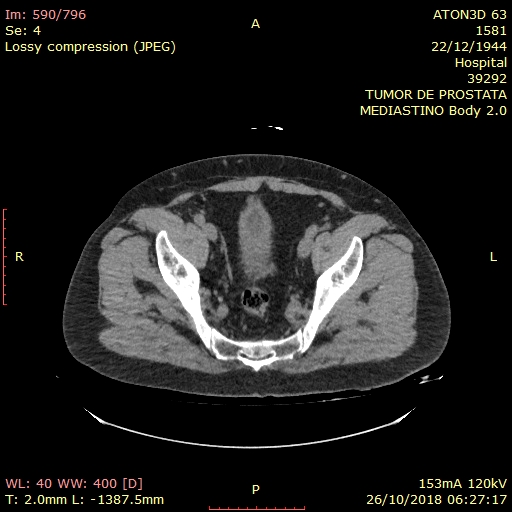 Im: 590/796
Se: 4
Lossy compression (JPEG)
A
ATON3D 63
1581
22/12/1944
Hospital
39292
TUMOR DE PROSTATA
MEDIASTINO Body 2.0
R
L
WL: 40 WW: 400 [D]
T: 2.0mm L: -1387.5mm
P
153mA 120kV
26/10/2018 06:27:17